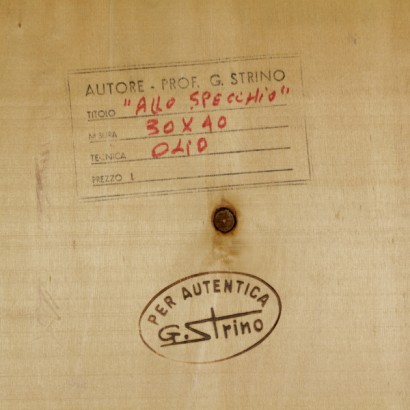 AUTORE - PROF. G. STRINO
TITOLO "Allo SPECCHIO"
MISURA 30X40
TECNICA OLIO
PREZZO L
PER AUTENTICA
G. Strino